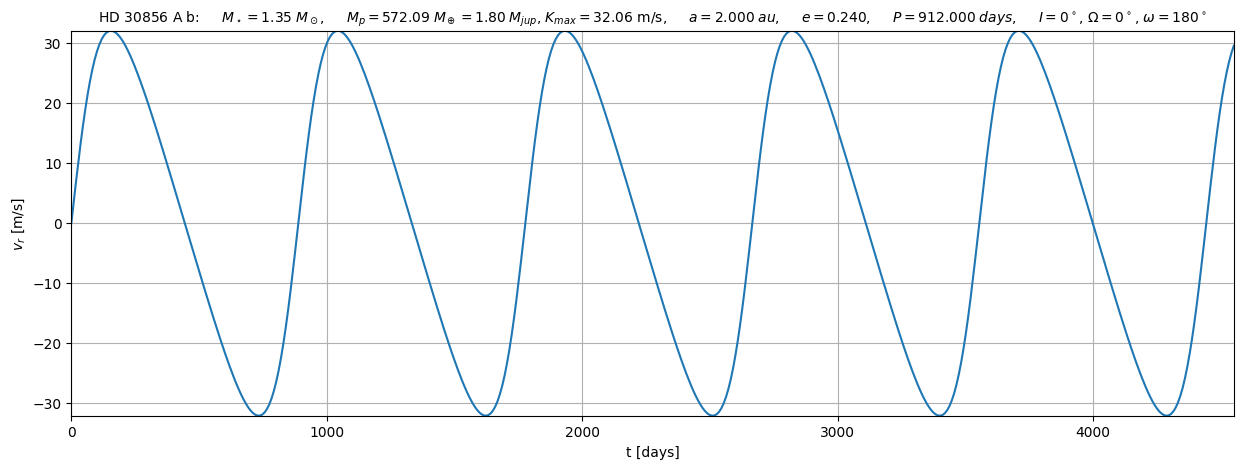 HD 30856 A b: M⋆ = 1.35 M⊙, Mp = 572.09 M⊕ = 1.80 Mjup, Kmax = 32.06 m/s, a = 2.000 au, e = 0.240, P = 912.000 days, I = 0°, Ω = 0°, ω = 180°
30
20
10
0
−10
−20
−30
vr [m/s]
0 1000 2000 3000 4000
t [days]